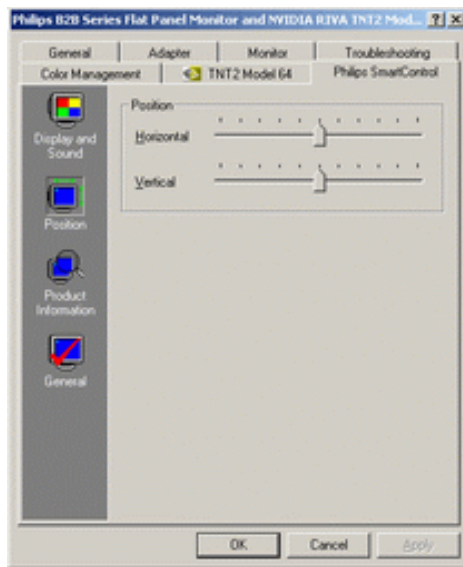 Philips B2B Series Flat Panel Monitor and NVIDIA RIVA TNT2 Mod...
General Adapter Monitor Troubleshooting
Color Management TNT2 Model 64 Philips SmartControl
Display and
Sound
Position
Product
Information
General
Position
Horizontal
Vertical
OK Cancel Apply